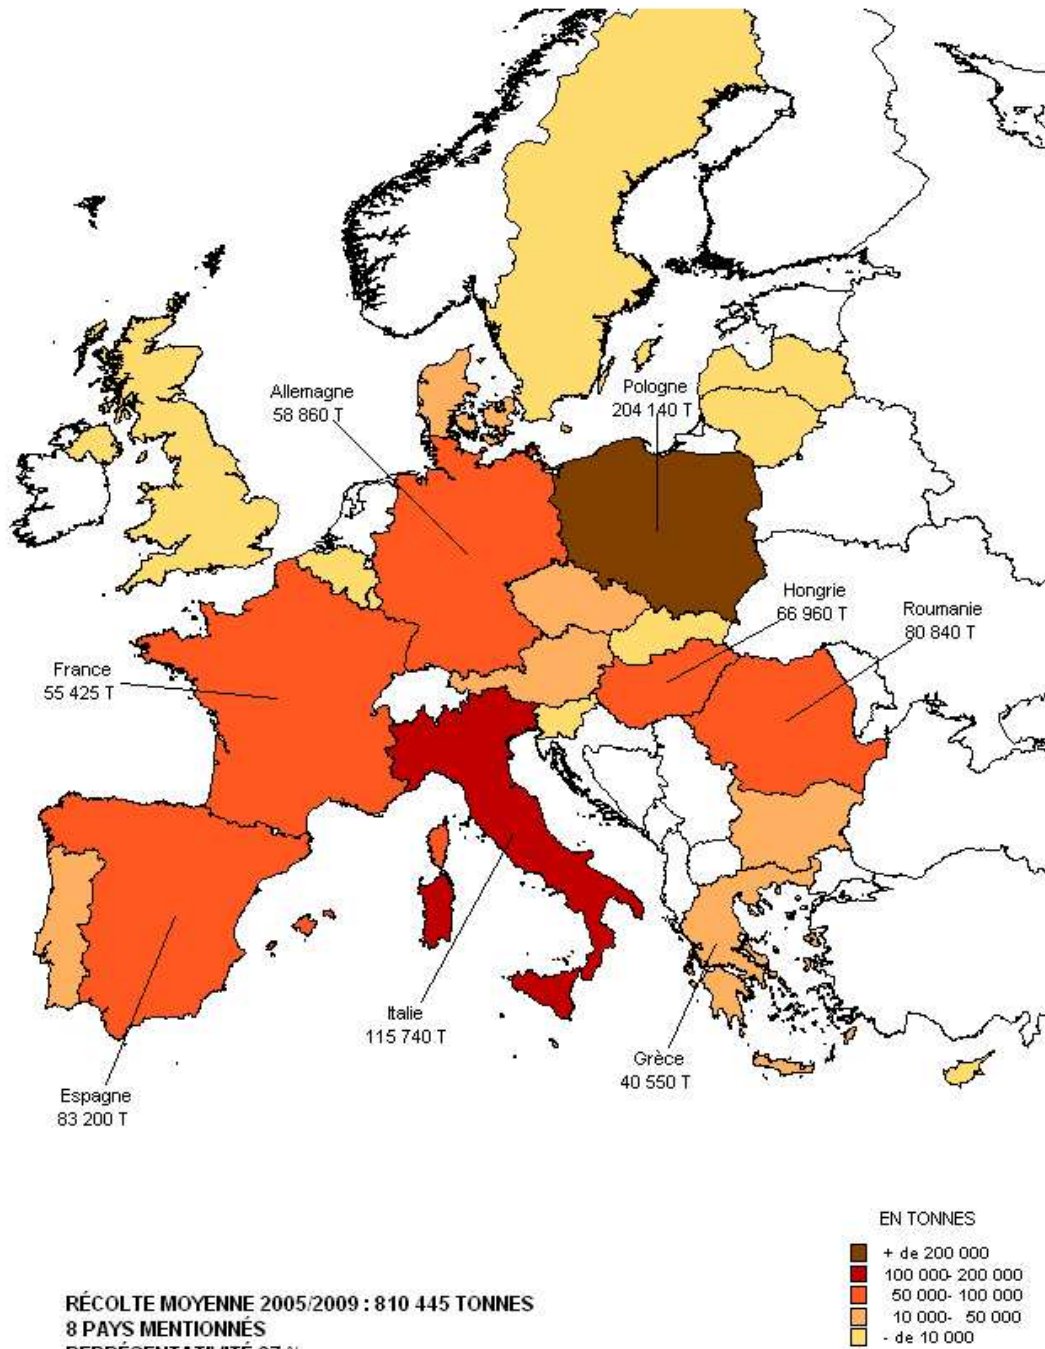 Allemagne
58 860 T
Pologne
204 140 T
Hongrie
66 960 T
Roumanie
80 840 T
France
55 425 T
Italie
115 740 T
Grèce
40 550 T
Espagne
83 200 T
EN TONNES
+ de 200 000
100 000- 200 000
50 000- 100 000
10 000- 50 000
- de 10 000
RÉCOLTE MOYENNE 2005/2009 : 810 445 TONNES
8 PAYS MENTIONNÉS